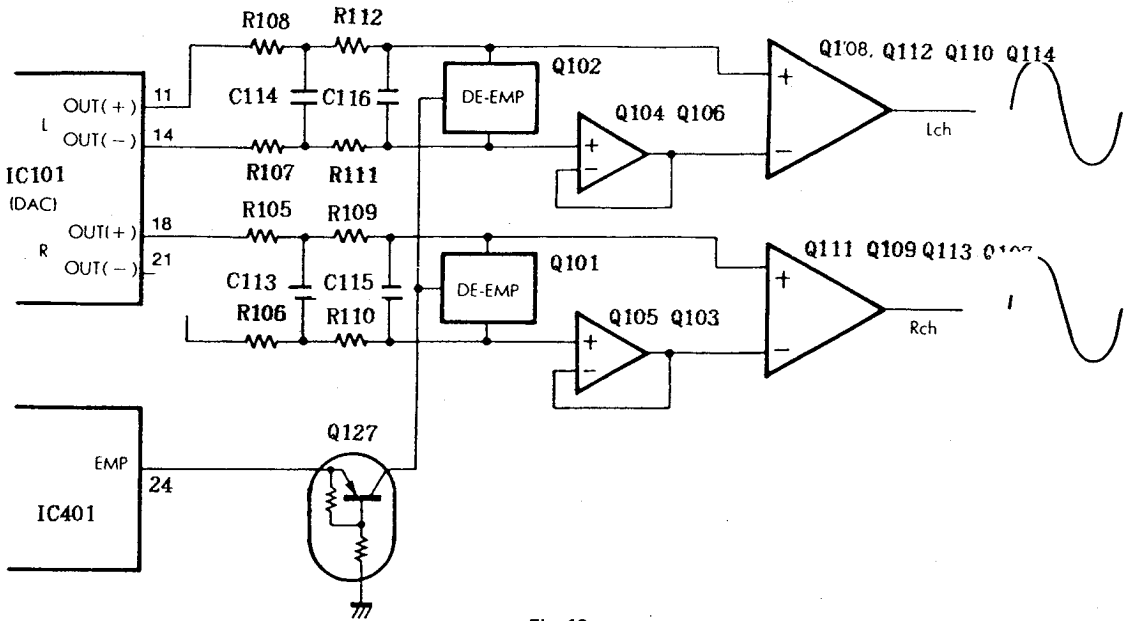 R108 R112
Q108, Q112 Q110 Q114
Q102
+
11
OUT(+)
C114 C116
DE-EMP
L
14
OUT(-)
Q104 Q106
+
-
-
Lch
IC101
(DAC)
R107 R111
R105 R109
18
OUT(+)
R
21
OUT(-)
Q101
Q111 Q109 Q113
+
C113 C115
DE-EMP
R106 R110
Q105 Q103
+
-
-
Rch
Q127
EMP
24
IC401